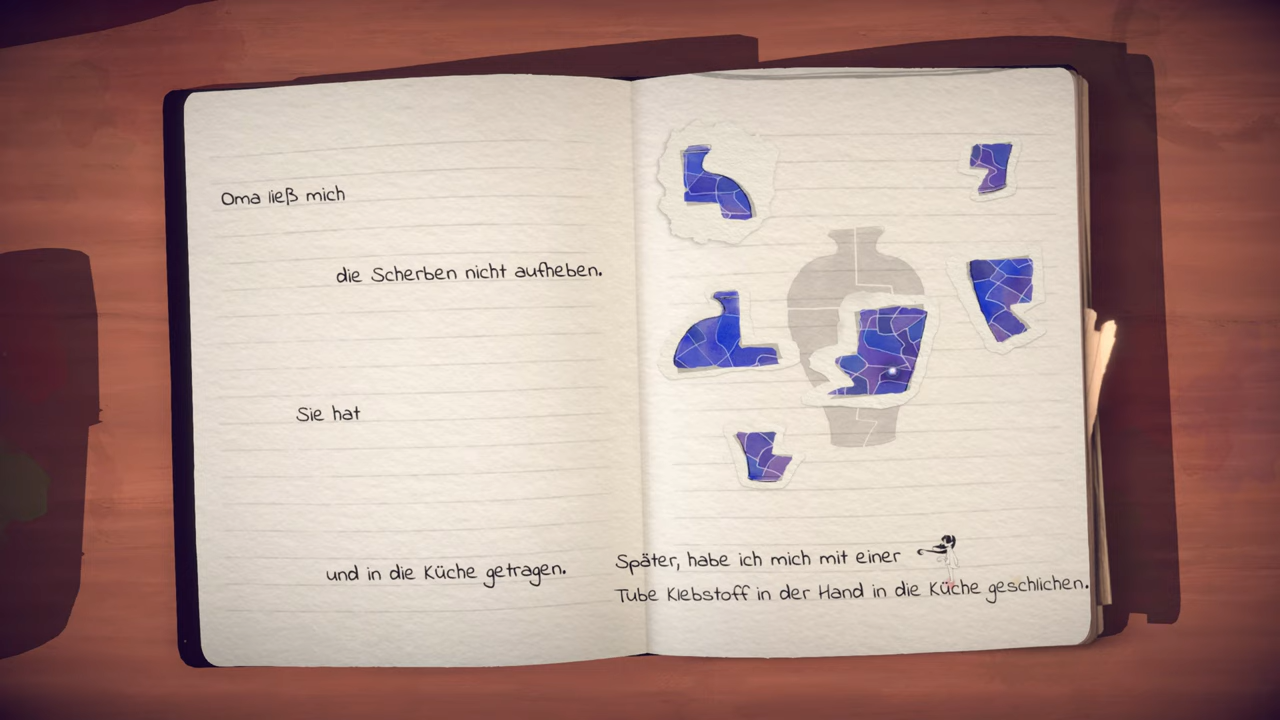 Oma ließ mich
die Scherben nicht aufheben.
Sie hat
und in die Küche getragen.
Später, habe ich mich mit einer
Tube Klebstoff in der Hand in die Küche geschlichen.